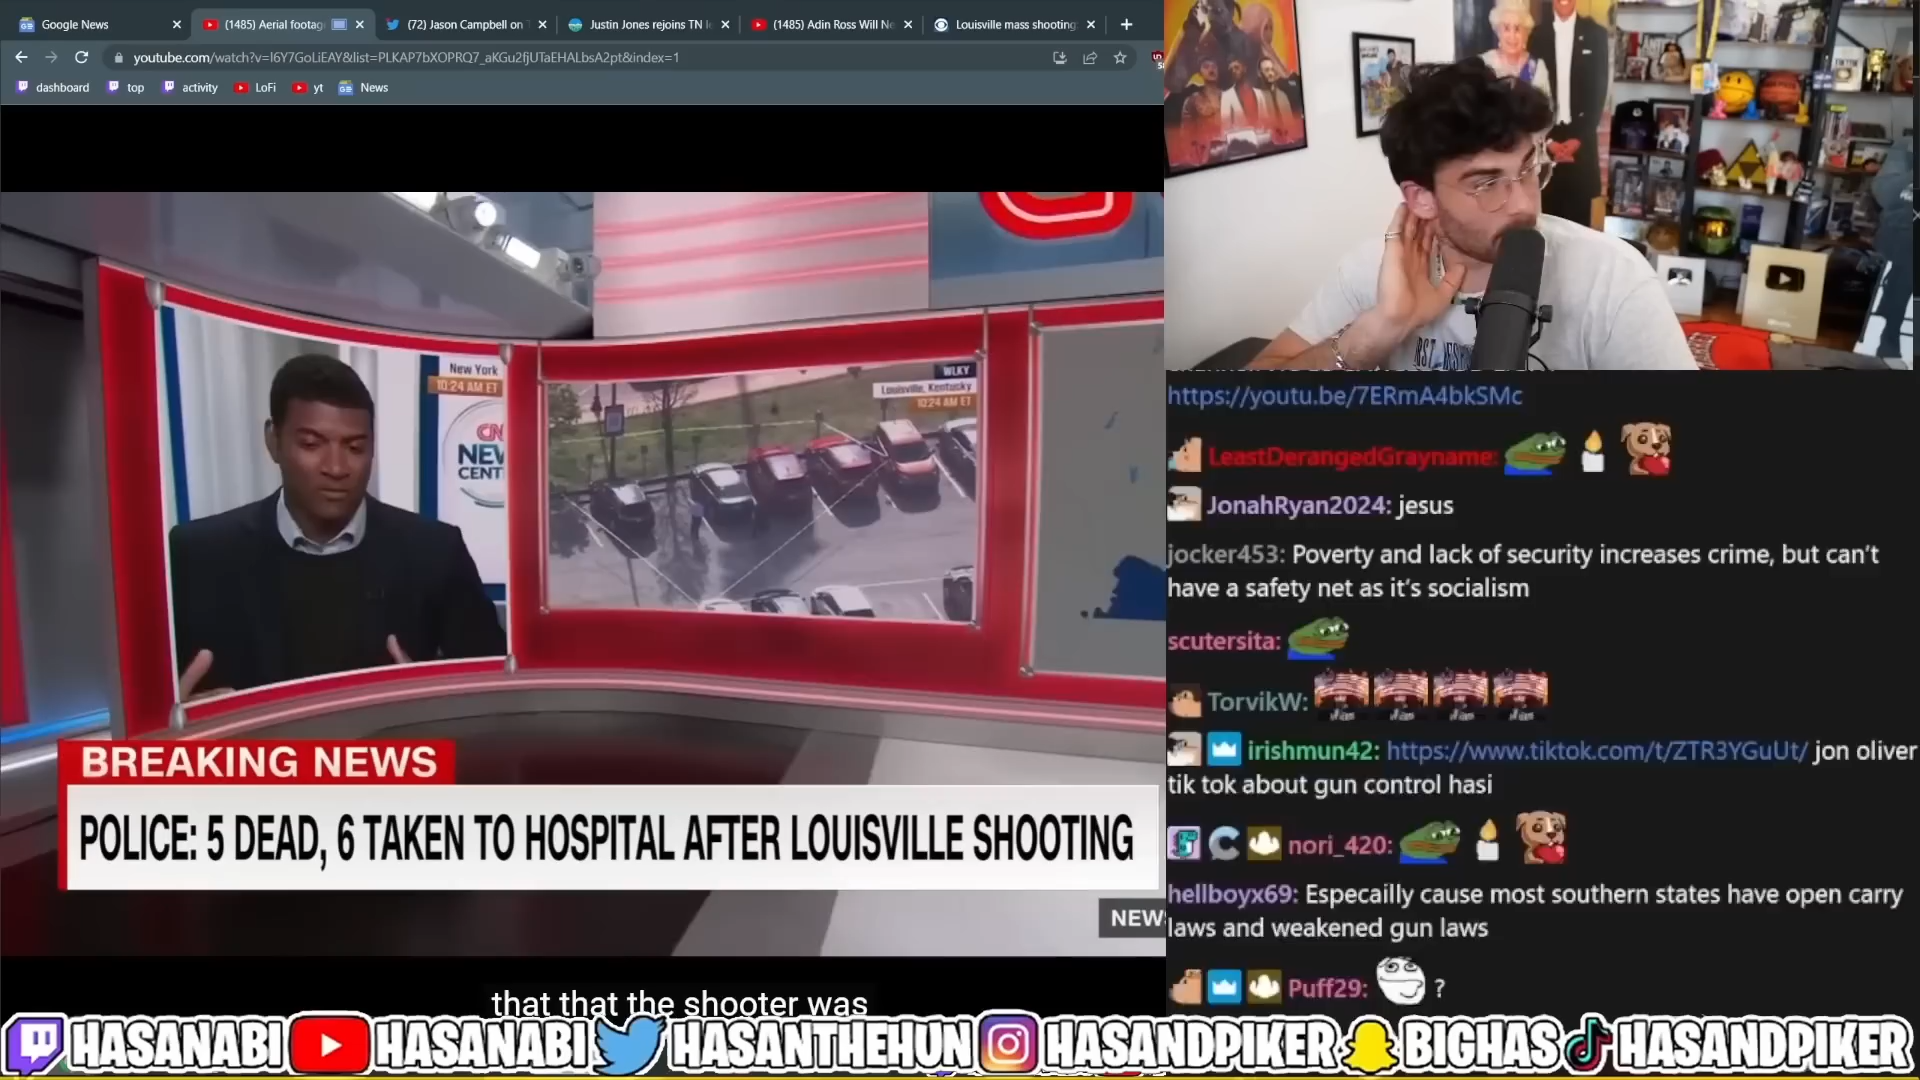 Google News
(1485) Aerial footag
(72) Jason Campbell on
Justin Jones rejoins TN le
(1485) Adin Ross Will Ne
Louisville mass shooting
youtube.com/watch?v=I6Y7GoLiEAY&list=PLKAP7bXOPRQ7_aKGu2fjUTaEHALbsA2pt&index=1
dashboard
top
activity
LoFi
yt
News
New York
10:24 AM ET
CN
NEW
CENT
WLKY
Louisville, Kentucky
10:24 AM ET
BREAKING NEWS
POLICE: 5 DEAD, 6 TAKEN TO HOSPITAL AFTER LOUISVILLE SHOOTING
NEWS
that that the shooter was
https://youtu.be/7ERmA4bkSMc
LeastDerangedGrayname:
JonahRyan2024: jesus
jocker453: Poverty and lack of security increases crime, but can't
have a safety net as it's socialism
scutersita:
TorvikW:
irishmun42: https://www.tiktok.com/t/ZTR3YGuUt/ jon oliver
tik tok about gun control hasi
nori_420:
hellboyx69: Especailly cause most southern states have open carry
laws and weakened gun laws
Puff29: ?
HASANABI
HASANABI
HASANTHEHUN
HASANDPIKER
BIGHAS
HASANDPIKER